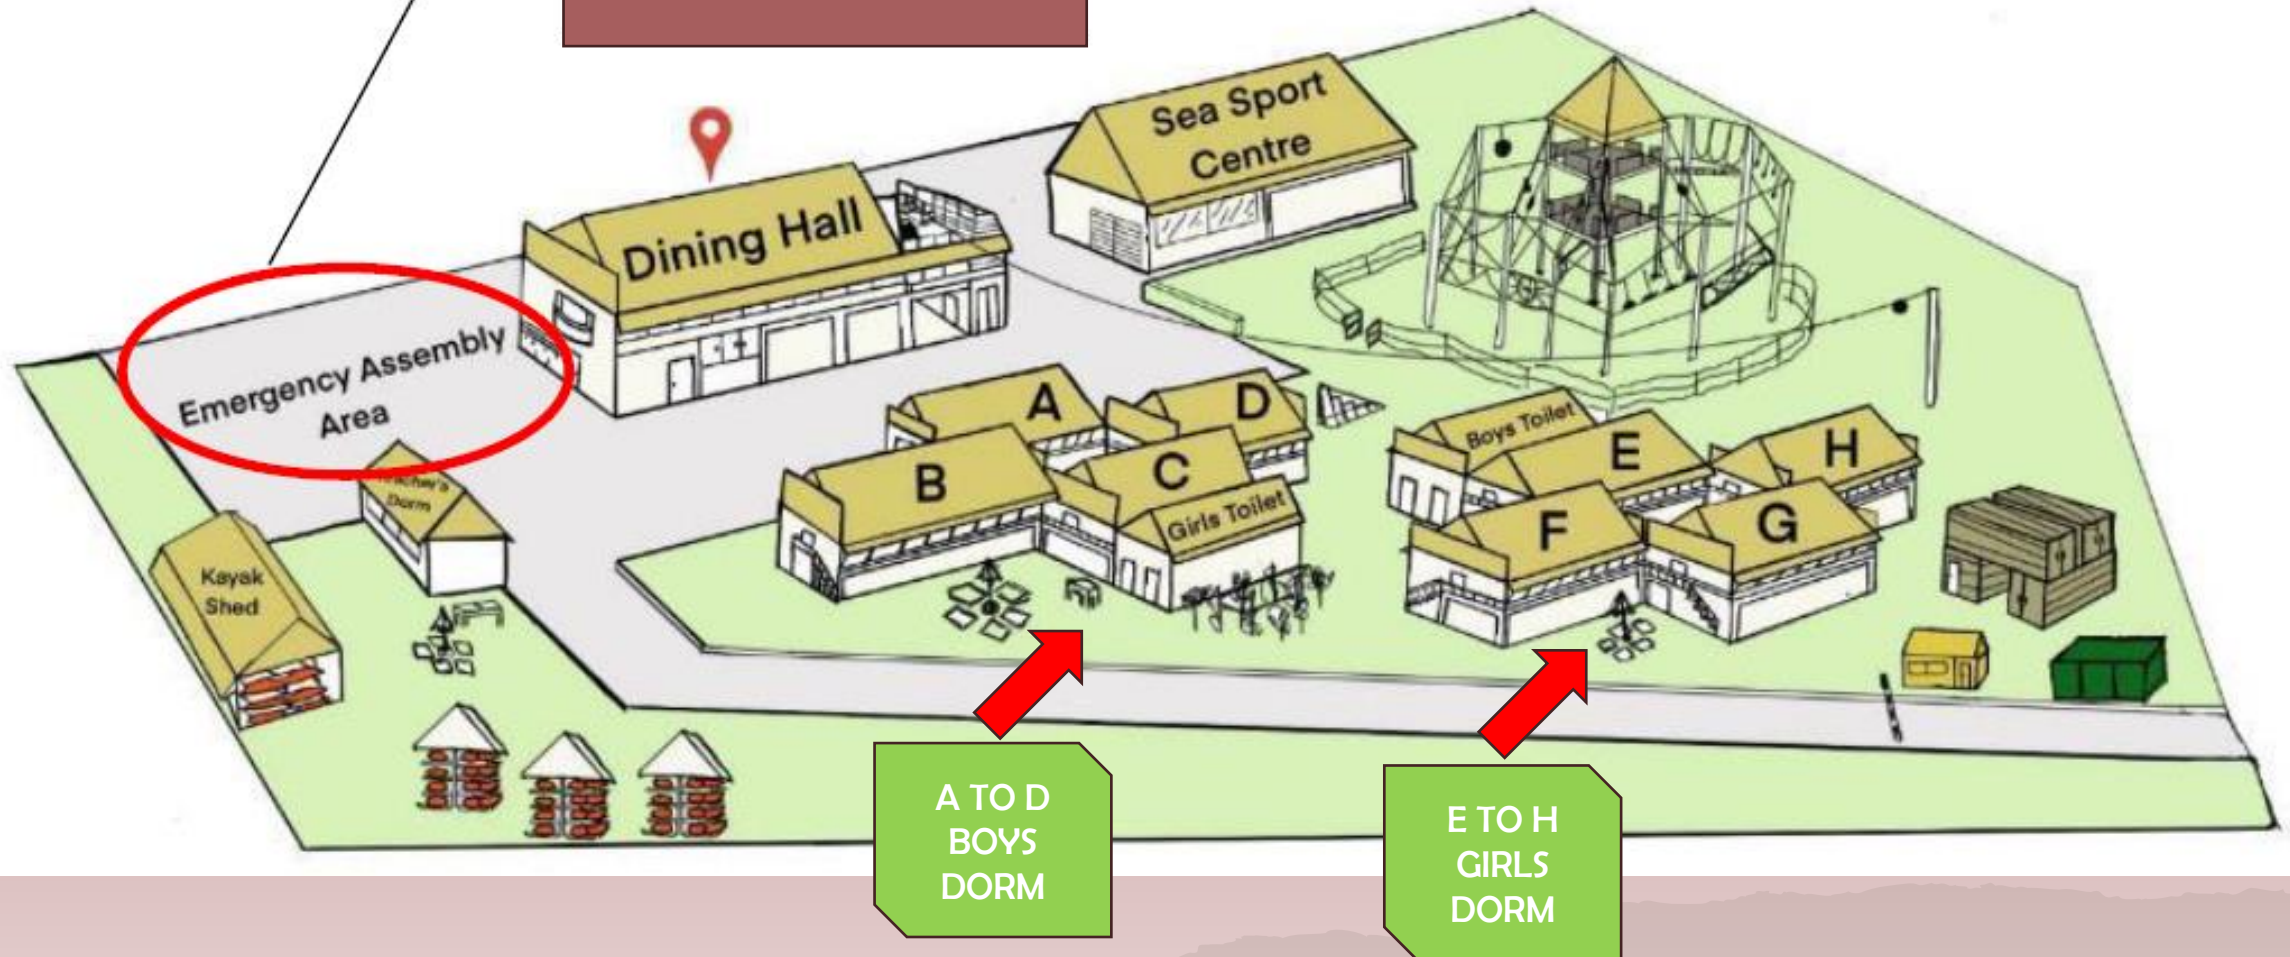 Sea Sport
Centre
Dining Hall
Emergency Assembly
Area
A
D
B
C
Girls Toilet
Boys Toilet
E
H
F
G
Dorm
Kayak
Shed
A TO D
BOYS
DORM
E TO H
GIRLS
DORM